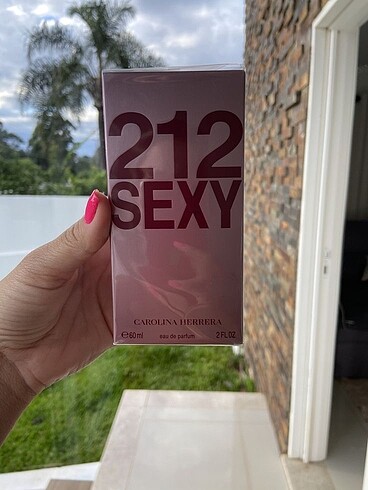 212
SEXY
CAROLINA HERRERA
℮60ml eau de parfum 2 FL OZ